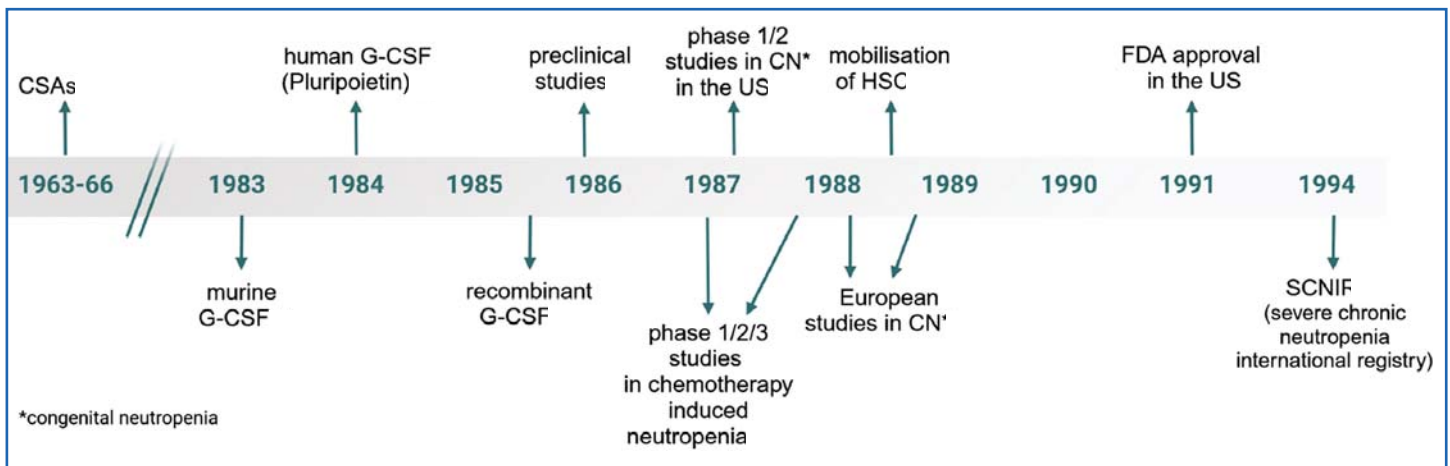 CSAs
human G-CSF
(Pluripoietin)
preclinical
studies
phase 1/2
studies in CN*
in the US
mobilisation
of HSC
FDA approval
in the US
1963-66
1983
1984
1985
1986
1987
1988
1989
1990
1991
1994
murine
G-CSF
recombinant
G-CSF
phase 1/2/3
studies
in chemotherapy
induced
neutropenia
European
studies in CN*
SCNIR
(severe chronic
neutropenia
international registry)
*congenital neutropenia